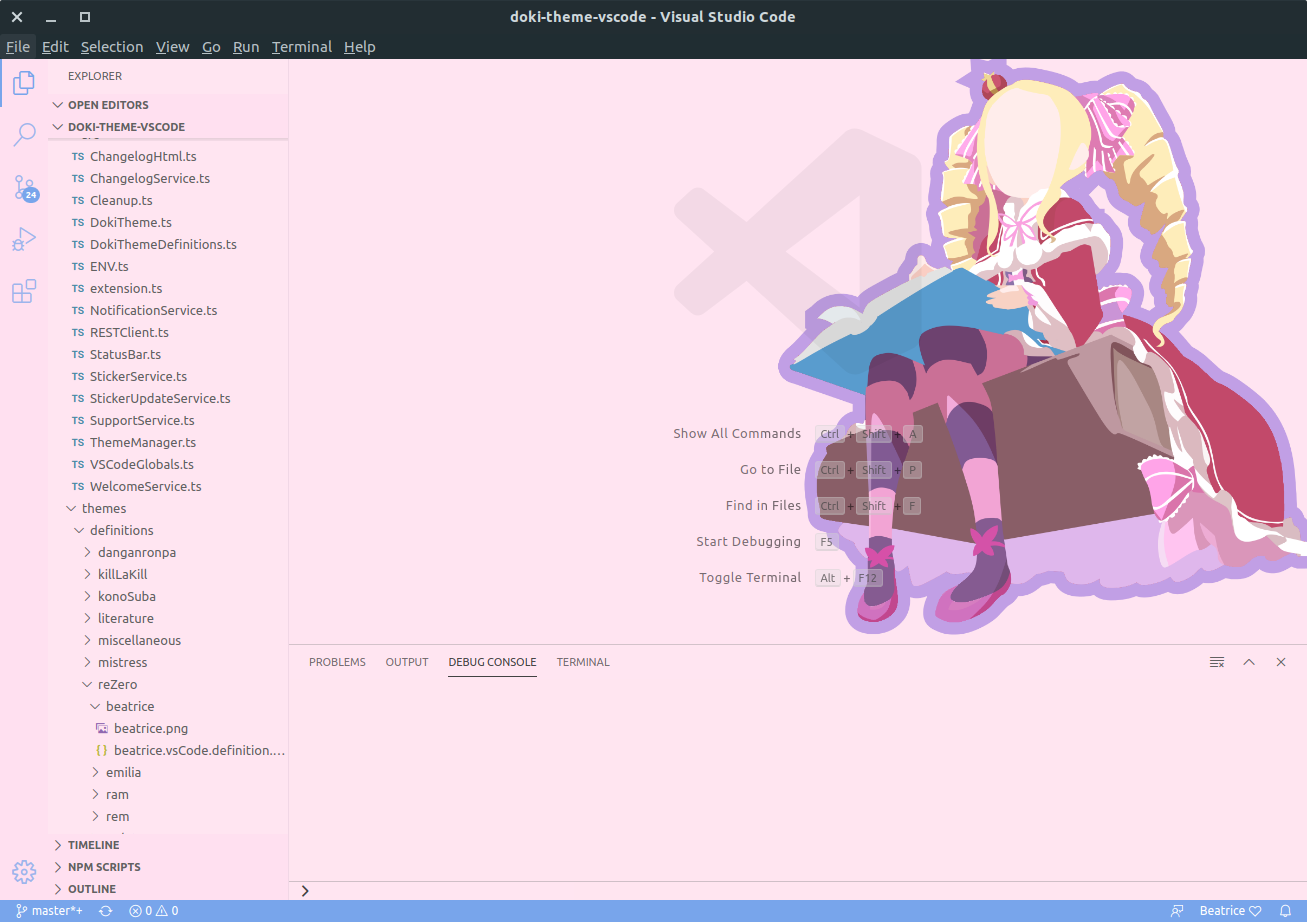 doki-theme-vscode - Visual Studio Code
File Edit Selection View Go Run Terminal Help
EXPLORER
OPEN EDITORS
DOKI-THEME-VSCODE
TS ChangelogHtml.ts
TS ChangelogService.ts
TS Cleanup.ts
TS DokiTheme.ts
TS DokiThemeDefinitions.ts
TS ENV.ts
TS extension.ts
TS NotificationService.ts
TS RESTClient.ts
TS StatusBar.ts
TS StickerService.ts
TS StickerUpdateService.ts
TS SupportService.ts
TS ThemeManager.ts
TS VSCodeGlobals.ts
TS WelcomeService.ts
themes
definitions
danganronpa
killLaKill
konoSuba
literature
miscellaneous
mistress
reZero
beatrice
beatrice.png
{} beatrice.vsCode.definition....
emilia
ram
rem
TIMELINE
NPM SCRIPTS
OUTLINE
24
Show All Commands Ctrl + Shift + A
Go to File Ctrl + Shift + P
Find in Files Ctrl + Shift + F
Start Debugging F5
Toggle Terminal Alt + F12
PROBLEMS OUTPUT DEBUG CONSOLE TERMINAL
master*+ 0 0 Beatrice ♡